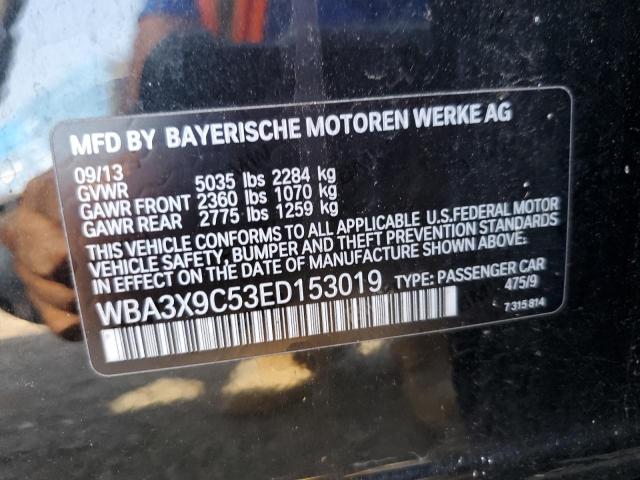 MFD BY BAYERISCHE MOTOREN WERKE AG
09/13
GVWR 5035 lbs 2284 kg
GAWR FRONT 2360 lbs 1070 kg
GAWR REAR 2775 lbs 1259 kg
THIS VEHICLE CONFORMS TO ALL APPLICABLE U.S.FEDERAL MOTOR
VEHICLE SAFETY, BUMPER AND THEFT PREVENTION STANDARDS
IN EFFECT ON THE DATE OF MANUFACTURE SHOWN ABOVE:
WBA3X9C53ED153019 TYPE: PASSENGER CAR
475/9
7 315 814